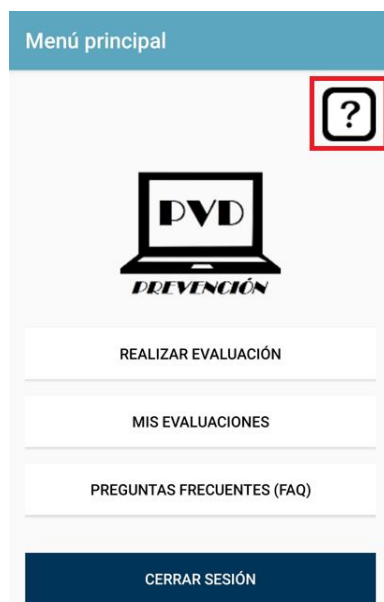 Menú principal
?
PVD
PREVENCIÓN
REALIZAR EVALUACIÓN
MIS EVALUACIONES
PREGUNTAS FRECUENTES (FAQ)
CERRAR SESIÓN